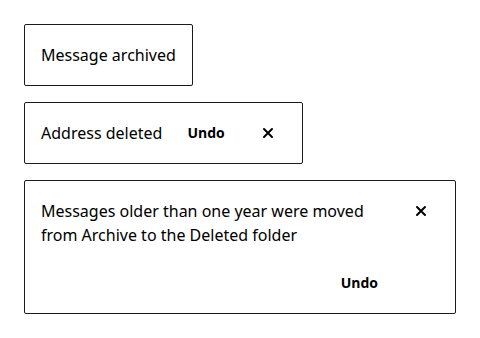 Message archived
Address deleted Undo
Messages older than one year were moved
from Archive to the Deleted folder
Undo